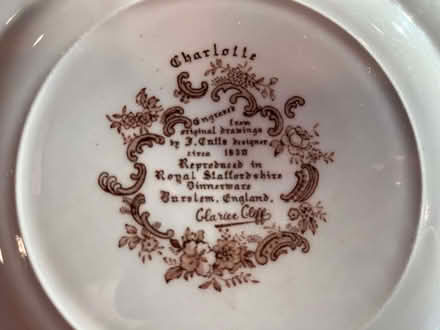 Charlotte
Engraved
from
original drawings
by J. Cutts designer
circa 1830
Reproduced in
Royal Staffordshire
Dinnerware
Burslem, England.
Clarice Cliff